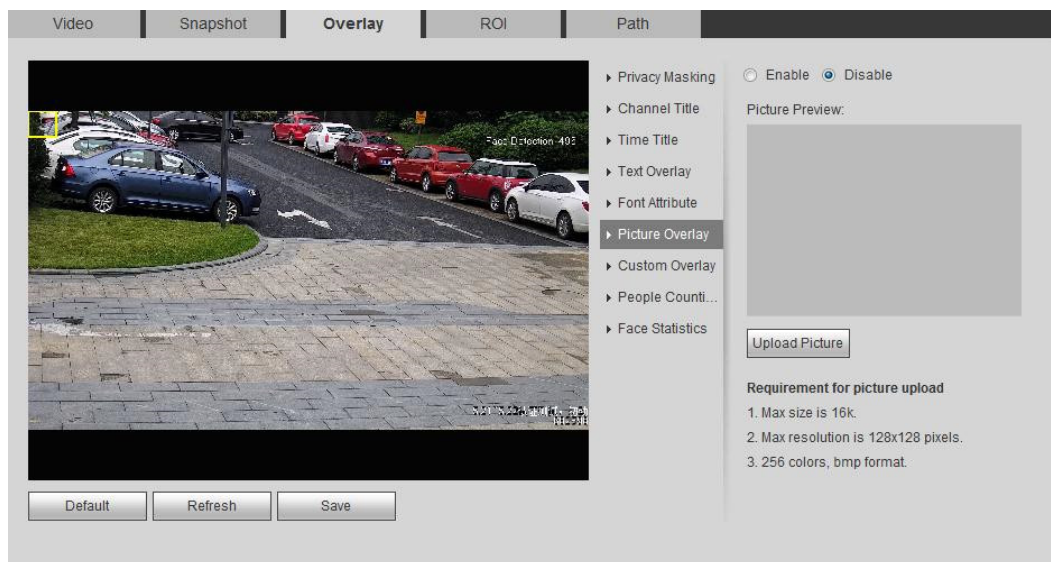 Video
Snapshot
Overlay
ROI
Path
Face Detection
Privacy Masking
Channel Title
Time Title
Text Overlay
Font Attribute
Picture Overlay
Custom Overlay
People Counti...
Face Statistics
Enable
Disable
Picture Preview:
Upload Picture
Requirement for picture upload
1. Max size is 16k.
2. Max resolution is 128x128 pixels.
3. 256 colors, bmp format.
Default
Refresh
Save